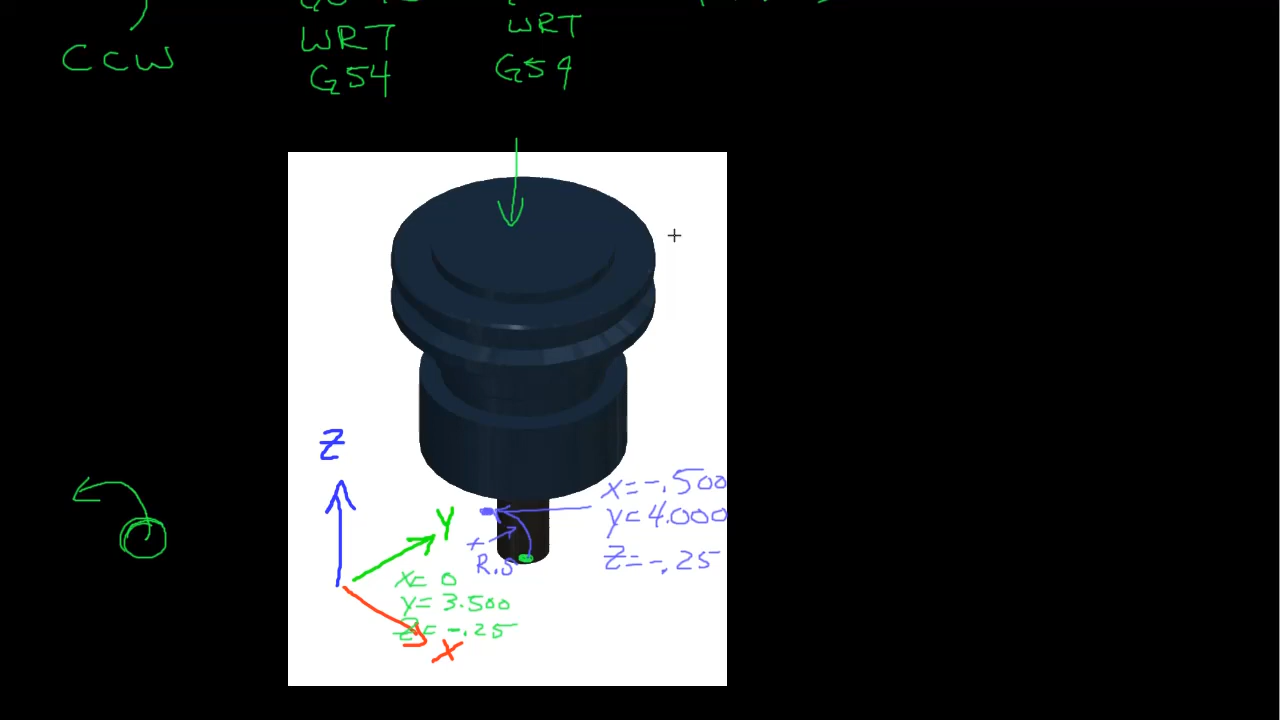 WRT
WRT
CCW
G54
G54
Z
x=-.500
Y
y=4.000
R.5
z=-.25
x=0
y=3.500
z=-.25
X